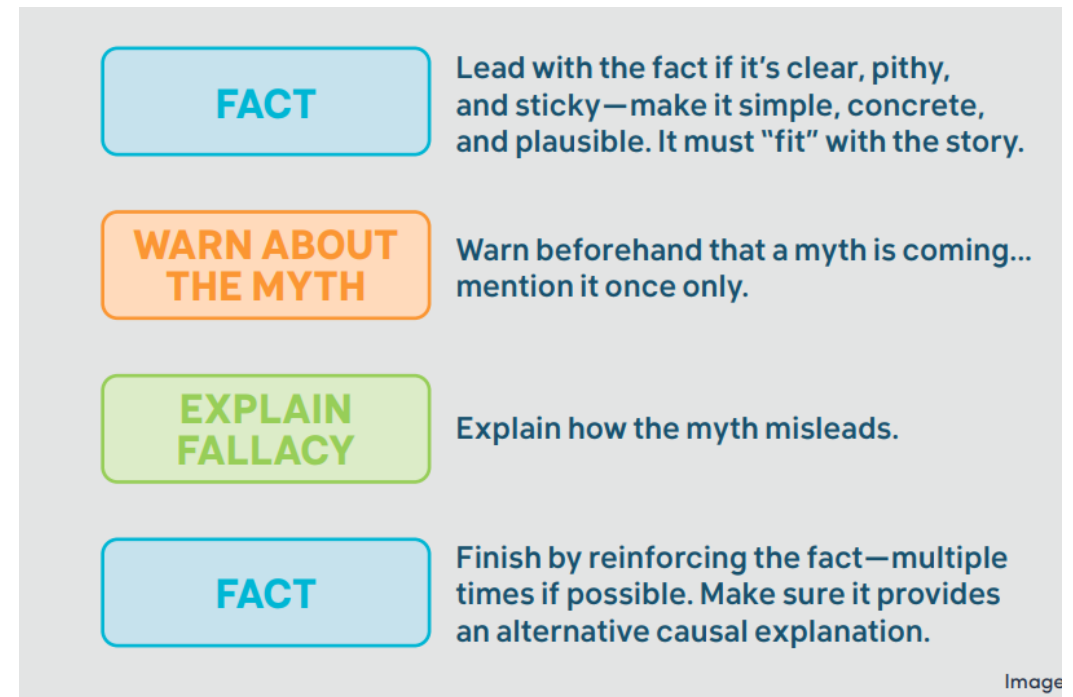 FACT
Lead with the fact if it's clear, pithy,
and sticky—make it simple, concrete,
and plausible. It must “fit” with the story.
WARN ABOUT
THE MYTH
Warn beforehand that a myth is coming...
mention it once only.
EXPLAIN
FALLACY
Explain how the myth misleads.
FACT
Finish by reinforcing the fact—multiple
times if possible. Make sure it provides
an alternative causal explanation.
Image